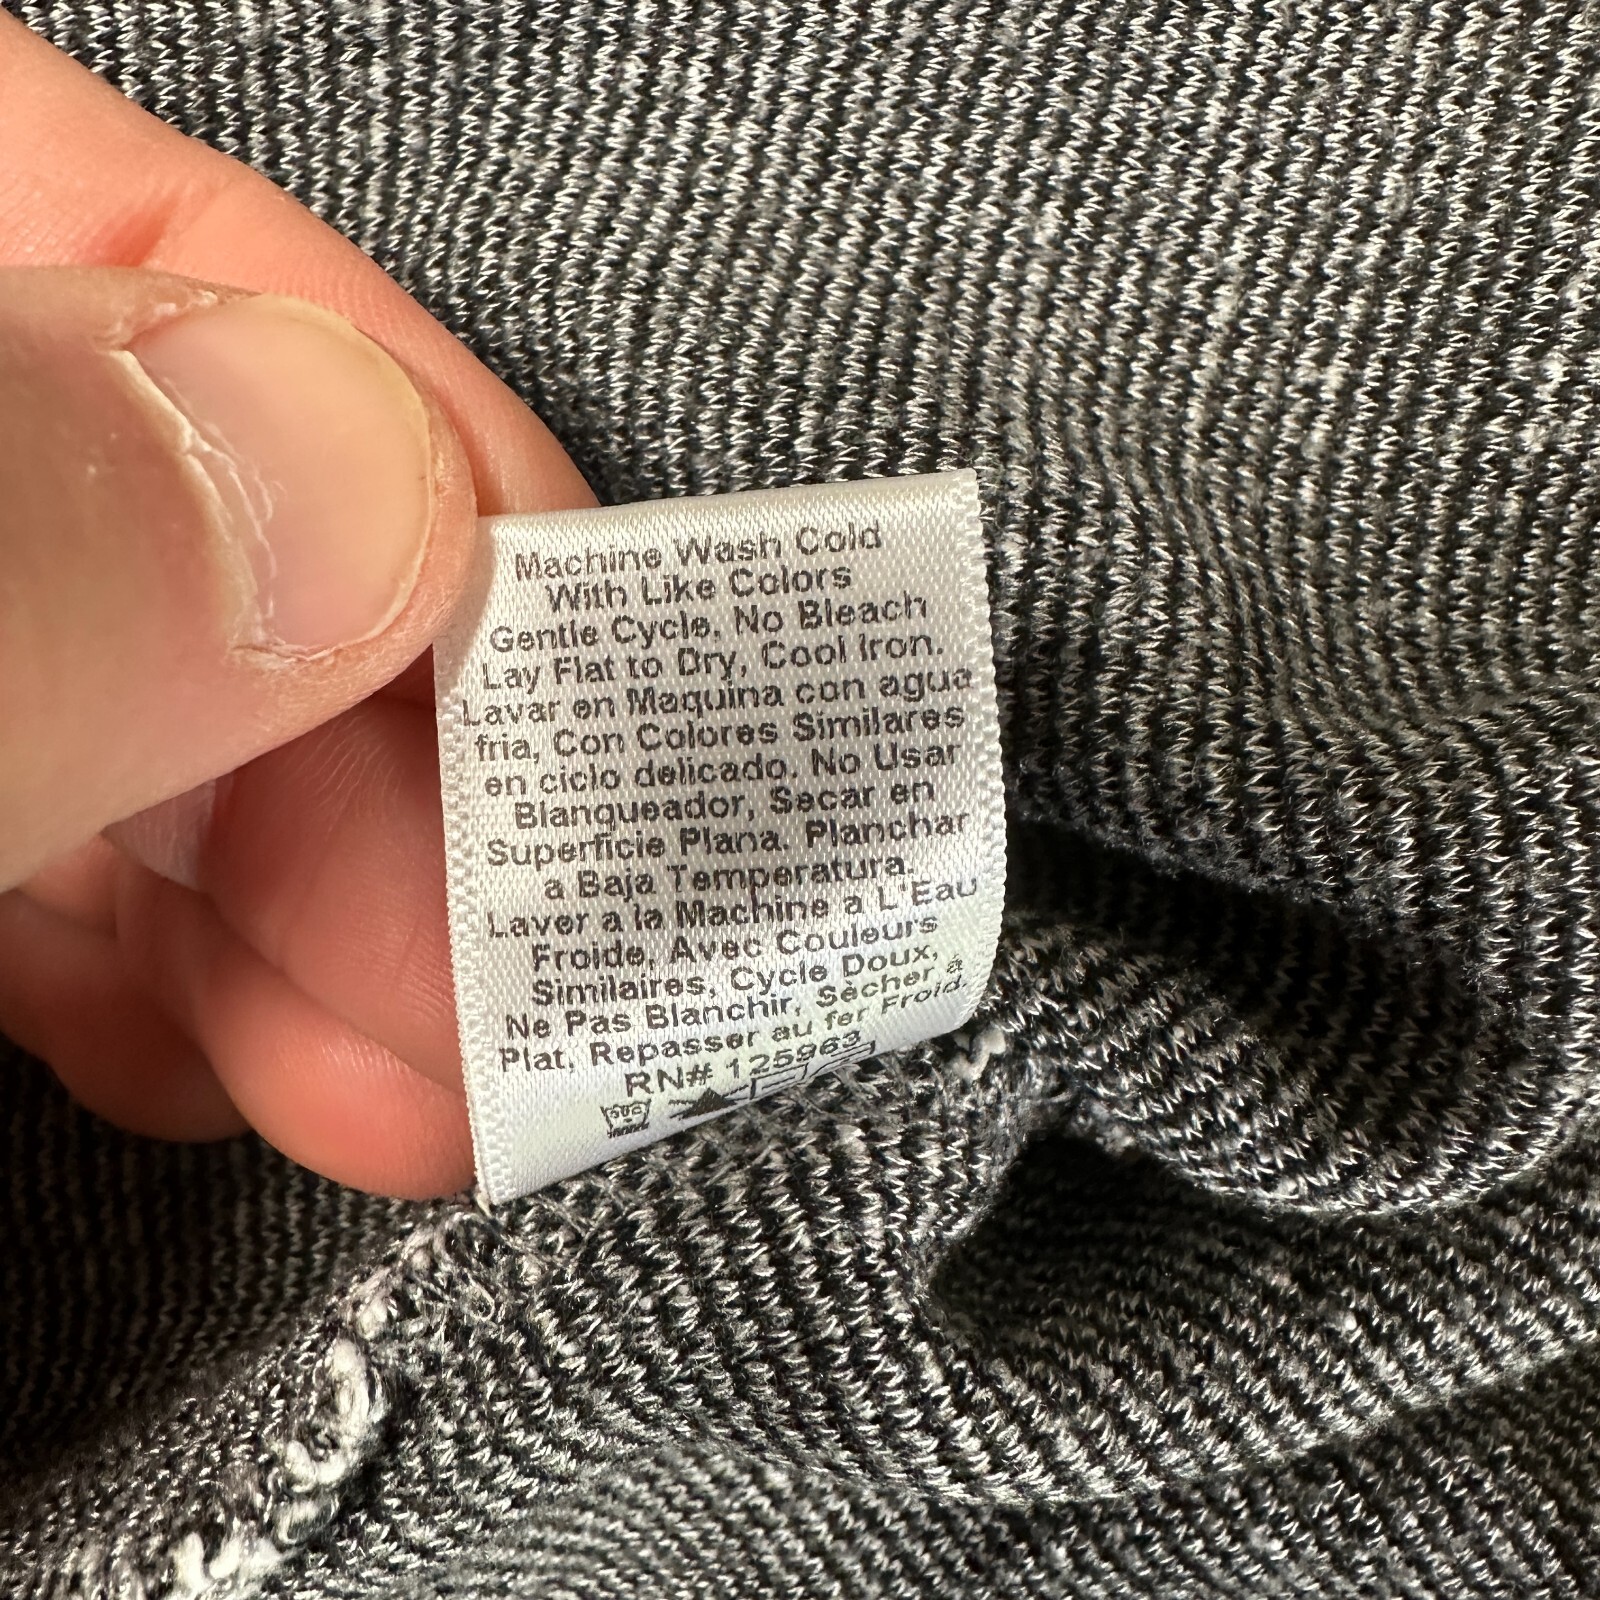 Machine Wash Cold
With Like Colors
Gentle Cycle, No Bleach
Lay Flat to Dry, Cool Iron.
Lavar en Maquina con agua
fria, Con Colores Similares
en ciclo delicado. No Usar
Blanqueador, Secar en
Superficie Plana. Planchar
a Baja Temperatura.
Laver a la Machine a L'Eau
Froide, Avec Couleurs
Similaires, Cycle Doux,
Ne Pas Blanchir, Sècher à
Plat, Repasser au fer Froid.
RN# 125963